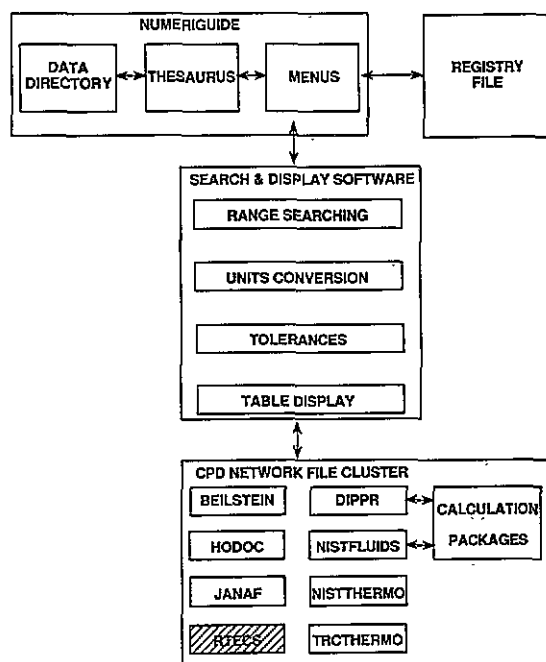 NUMERIGUIDE
DATA
DIRECTORY
THESAURUS
MENUS
REGISTRY
FILE
SEARCH & DISPLAY SOFTWARE
RANGE SEARCHING
UNITS CONVERSION
TOLERANCES
TABLE DISPLAY
CPD NETWORK FILE CLUSTER
BEILSTEIN
DIPPR
CALCULATION
PACKAGES
HODOC
NISTFLUIDS
JANAF
NISTTHERMO
RTECS
TRCTHERMO